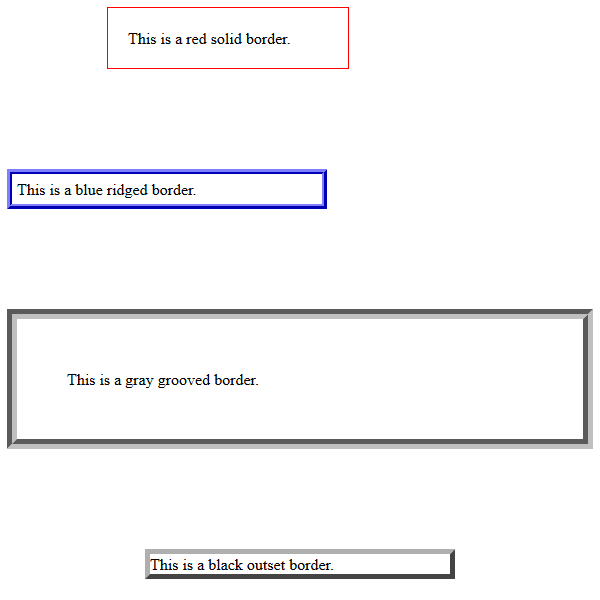 This is a red solid border.
This is a blue ridged border.
This is a gray grooved border.
This is a black outset border.